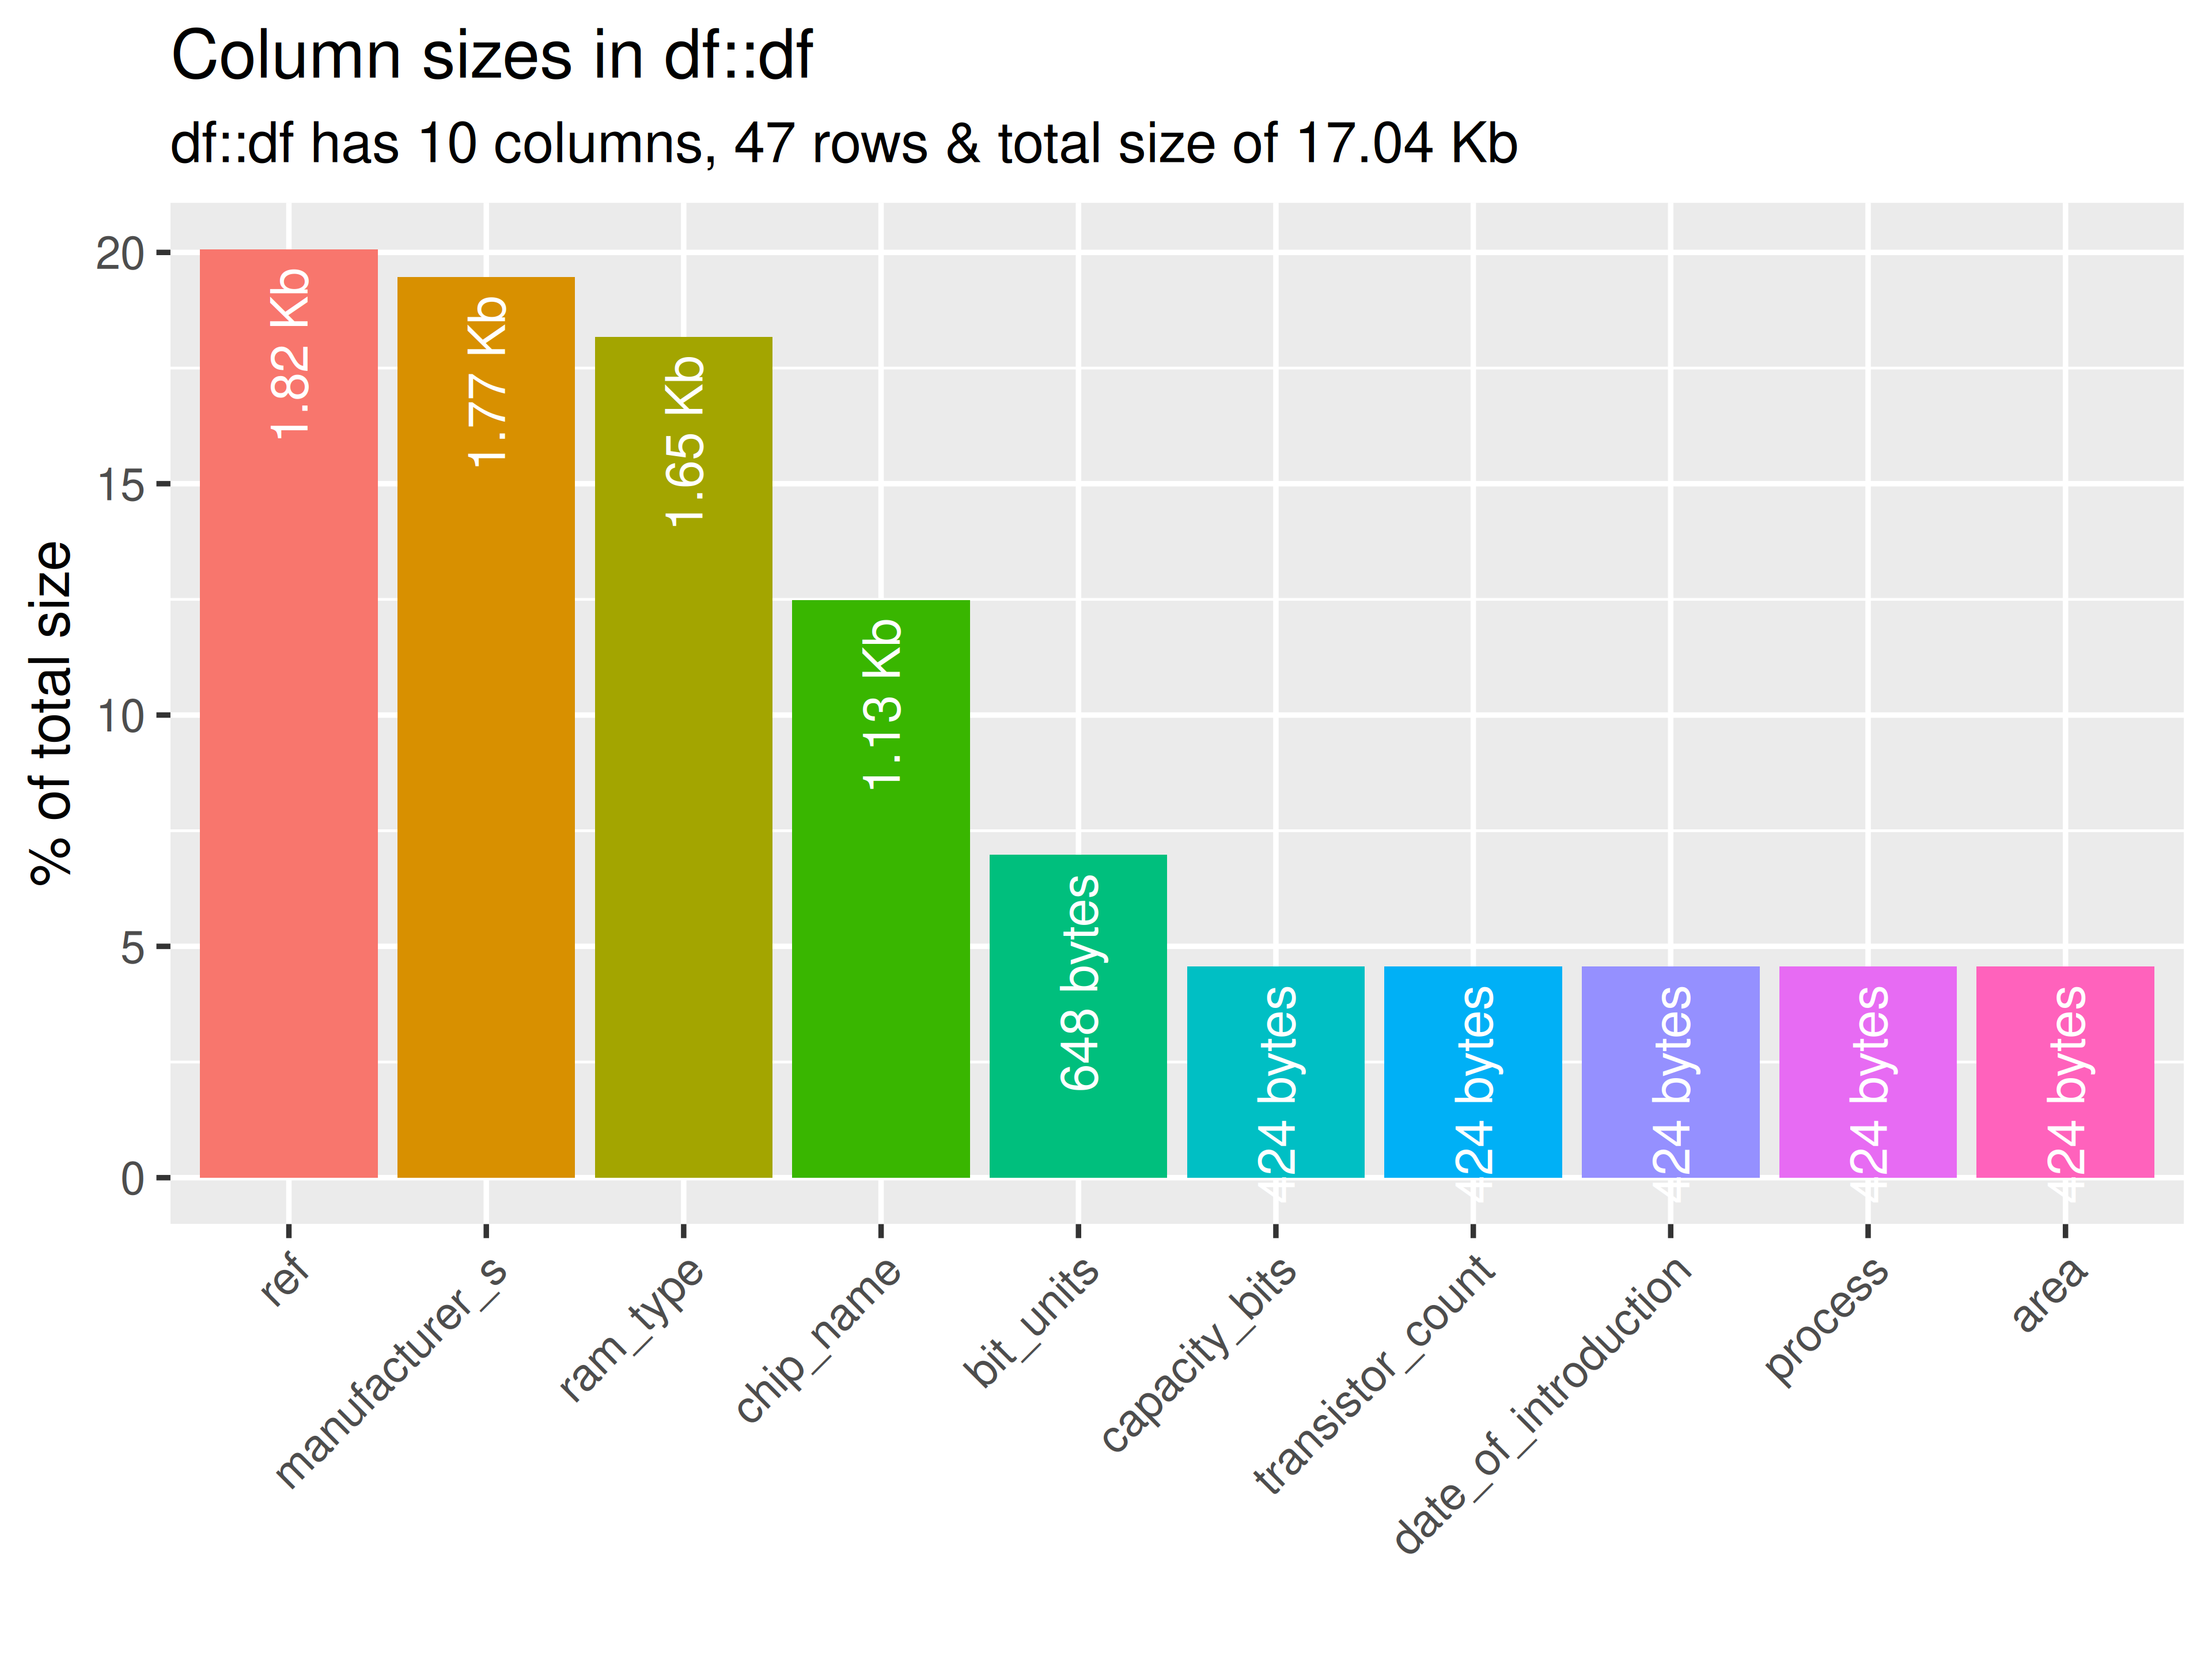 Column sizes in df::df
df::df has 10 columns, 47 rows & total size of 17.04 Kb
% of total size
20
15
10
5
0
1.82 Kb
1.77 Kb
1.65 Kb
1.13 Kb
648 bytes
424 bytes
424 bytes
424 bytes
424 bytes
424 bytes
ref
manufacturer_s
ram_type
chip_name
bit_units
capacity_bits
transistor_count
date_of_introduction
process
area